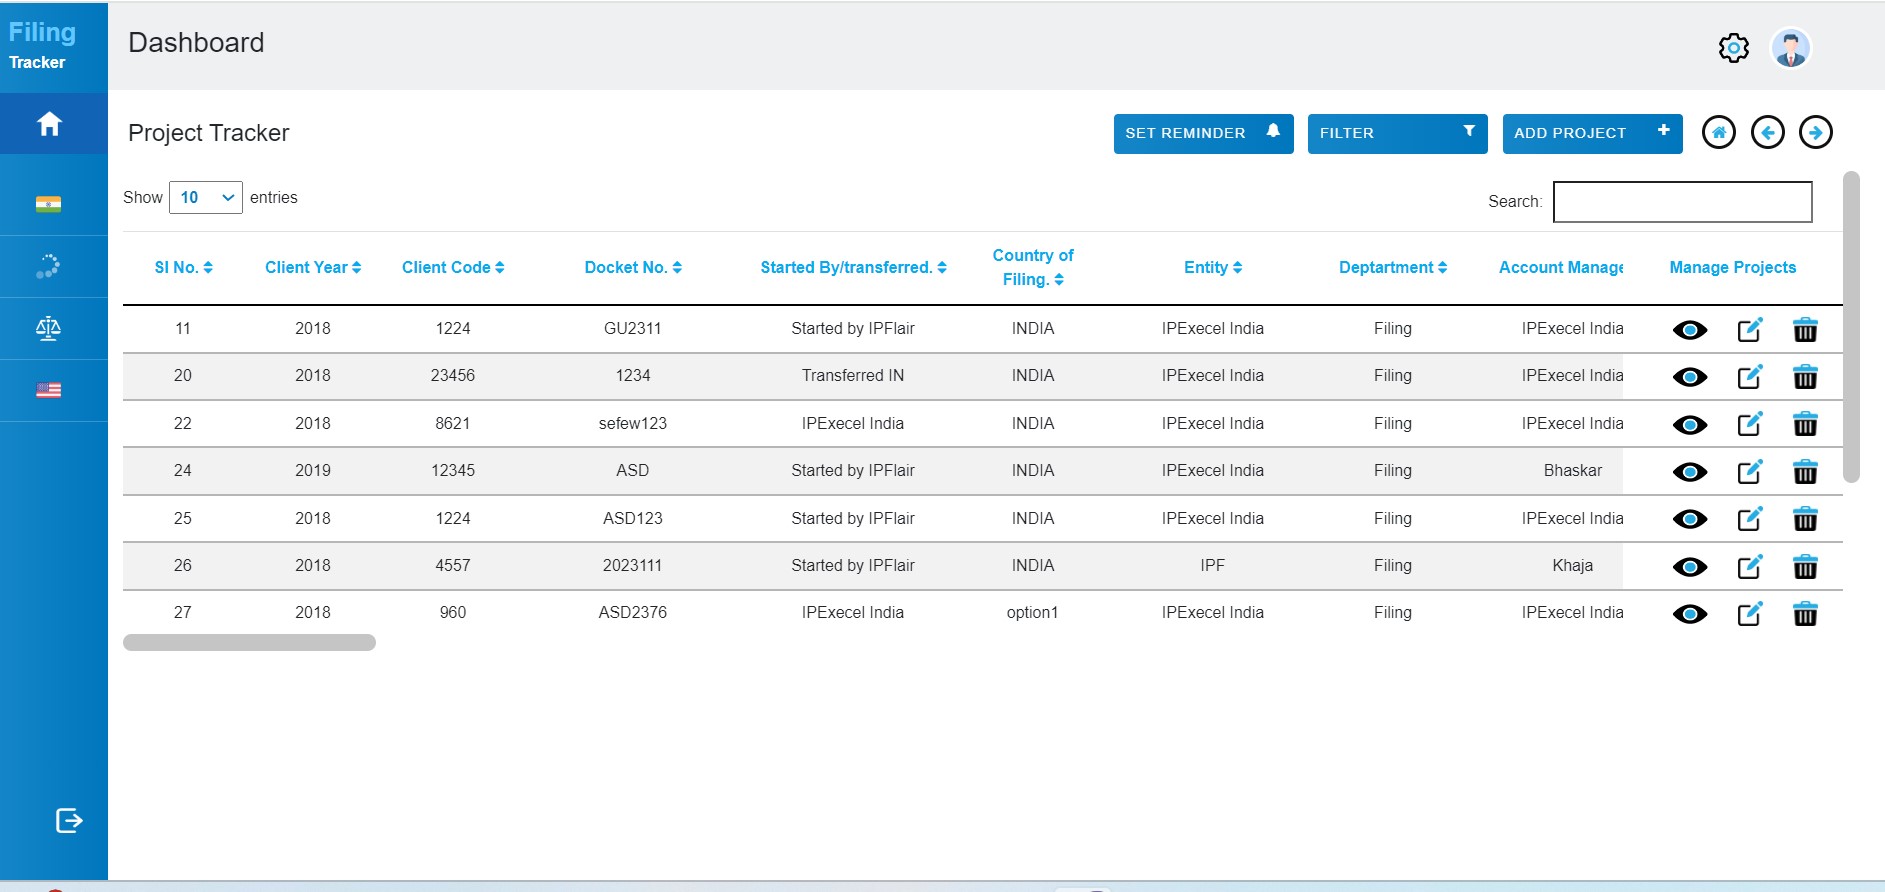 Filing
Tracker
Dashboard
Project Tracker
SET REMINDER FILTER ADD PROJECT
Show 10 entries
Search:
Sl No. Client Year Client Code Docket No. Started By/transferred. Country of Filing. Entity Deptartment Account Manage Manage Projects
11 2018 1224 GU2311 Started by IPFlair INDIA IPExecel India Filing IPExecel India
20 2018 23456 1234 Transferred IN INDIA IPExecel India Filing IPExecel India
22 2018 8621 sefew123 IPExecel India INDIA IPExecel India Filing IPExecel India
24 2019 12345 ASD Started by IPFlair INDIA IPExecel India Filing Bhaskar
25 2018 1224 ASD123 Started by IPFlair INDIA IPExecel India Filing IPExecel India
26 2018 4557 2023111 Started by IPFlair INDIA IPF Filing Khaja
27 2018 960 ASD2376 IPExecel India option1 IPExecel India Filing IPExecel India